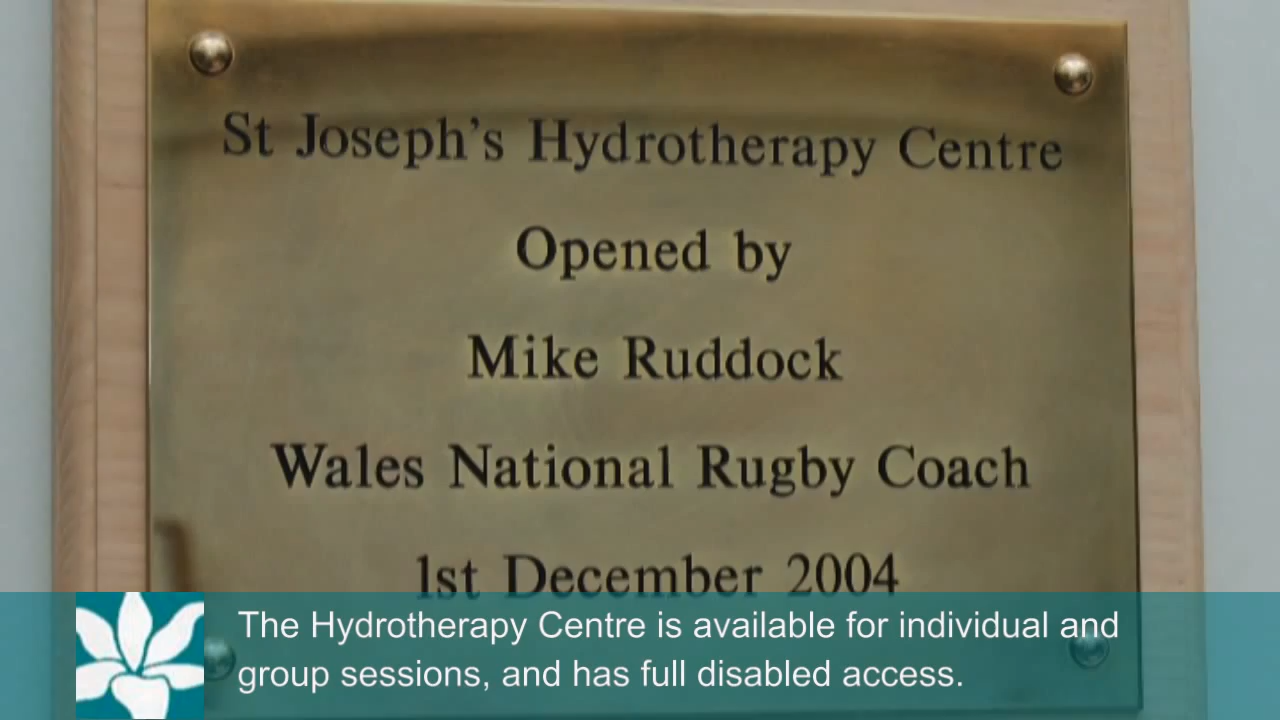 St Joseph's Hydrotherapy Centre
Opened by
Mike Ruddock
Wales National Rugby Coach
1st December 2004
The Hydrotherapy Centre is available for individual and
group sessions, and has full disabled access.